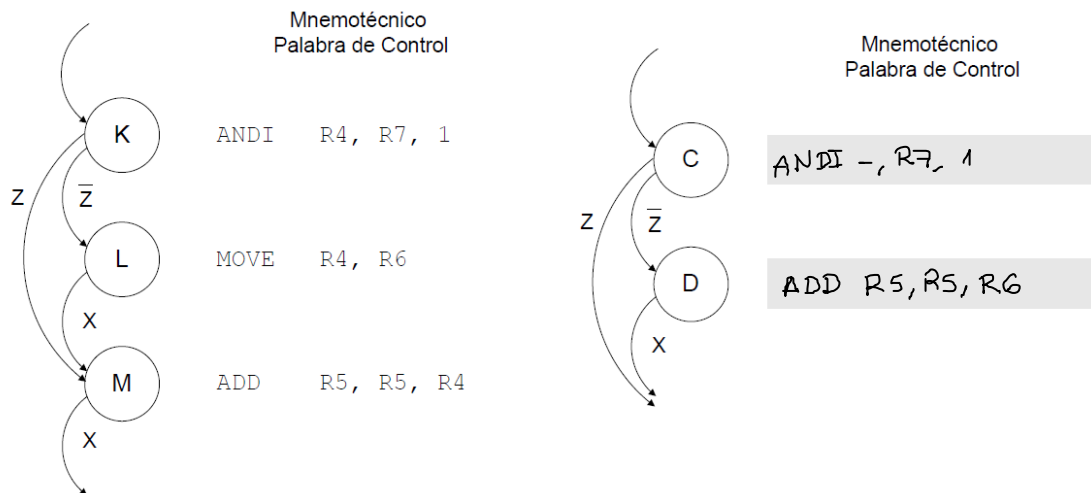 Mnemotécnico
Palabra de Control
K
ANDI R4, R7, 1
Z
Z̅
L
MOVE R4, R6
X
M
ADD R5, R5, R4
X
Mnemotécnico
Palabra de Control
C
ANDI -, R7, 1
Z
Z̅
D
ADD R5, R5, R6
X